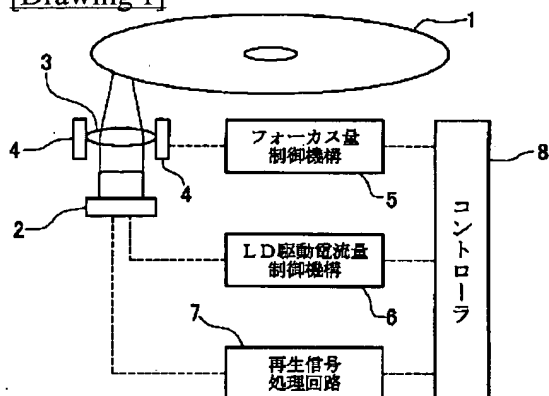 [Drawing 1]
1
3
4
4
2
フォーカス量
制御機構
5
8
LD駆動電流量
制御機構
6
コントローラ
7
再生信号
処理回路